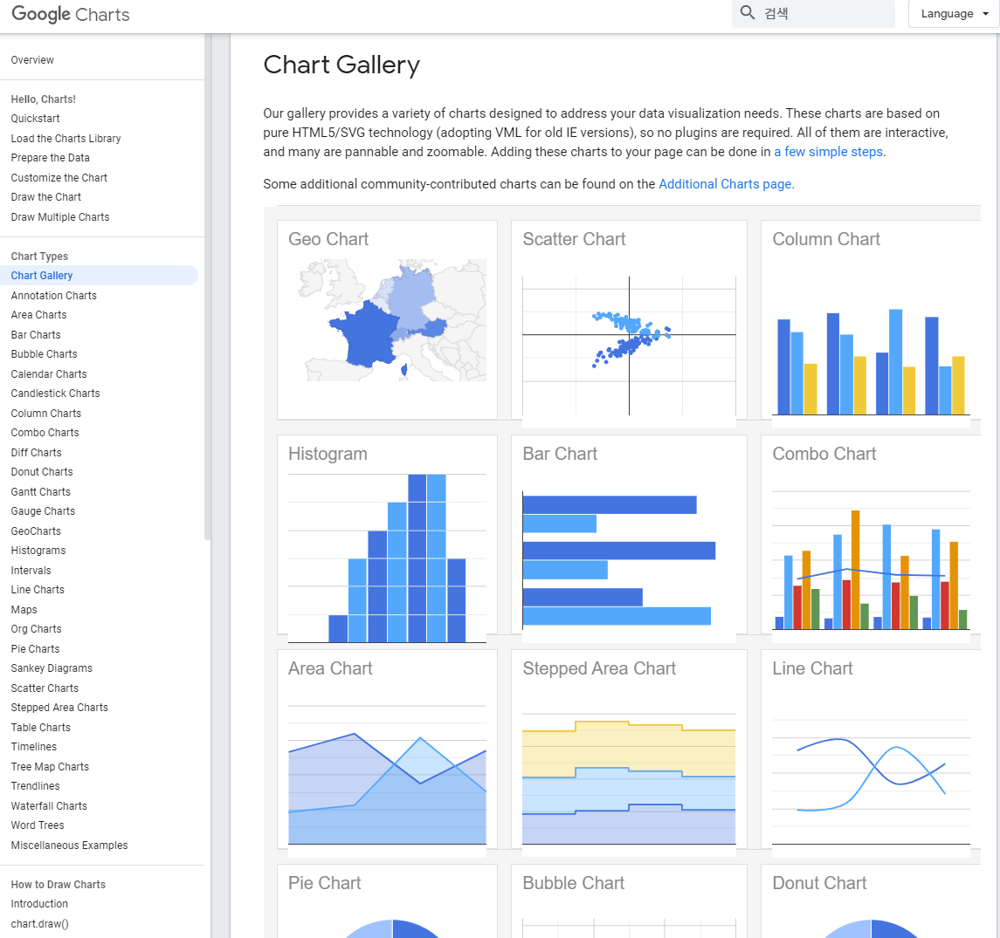 Google Charts
검색
Language
Overview
Hello, Charts!
Quickstart
Load the Charts Library
Prepare the Data
Customize the Chart
Draw the Chart
Draw Multiple Charts
Chart Types
Chart Gallery
Annotation Charts
Area Charts
Bar Charts
Bubble Charts
Calendar Charts
Candlestick Charts
Column Charts
Combo Charts
Diff Charts
Donut Charts
Gantt Charts
Gauge Charts
GeoCharts
Histograms
Intervals
Line Charts
Maps
Org Charts
Pie Charts
Sankey Diagrams
Scatter Charts
Stepped Area Charts
Table Charts
Timelines
Tree Map Charts
Trendlines
Waterfall Charts
Word Trees
Miscellaneous Examples
How to Draw Charts
Introduction
chart.draw()
Chart Gallery
Our gallery provides a variety of charts designed to address your data visualization needs. These charts are based on
pure HTML5/SVG technology (adopting VML for old IE versions), so no plugins are required. All of them are interactive,
and many are pannable and zoomable. Adding these charts to your page can be done in a few simple steps.
Some additional community-contributed charts can be found on the Additional Charts page.
Geo Chart
Scatter Chart
Column Chart
Histogram
Bar Chart
Combo Chart
Area Chart
Stepped Area Chart
Line Chart
Pie Chart
Bubble Chart
Donut Chart